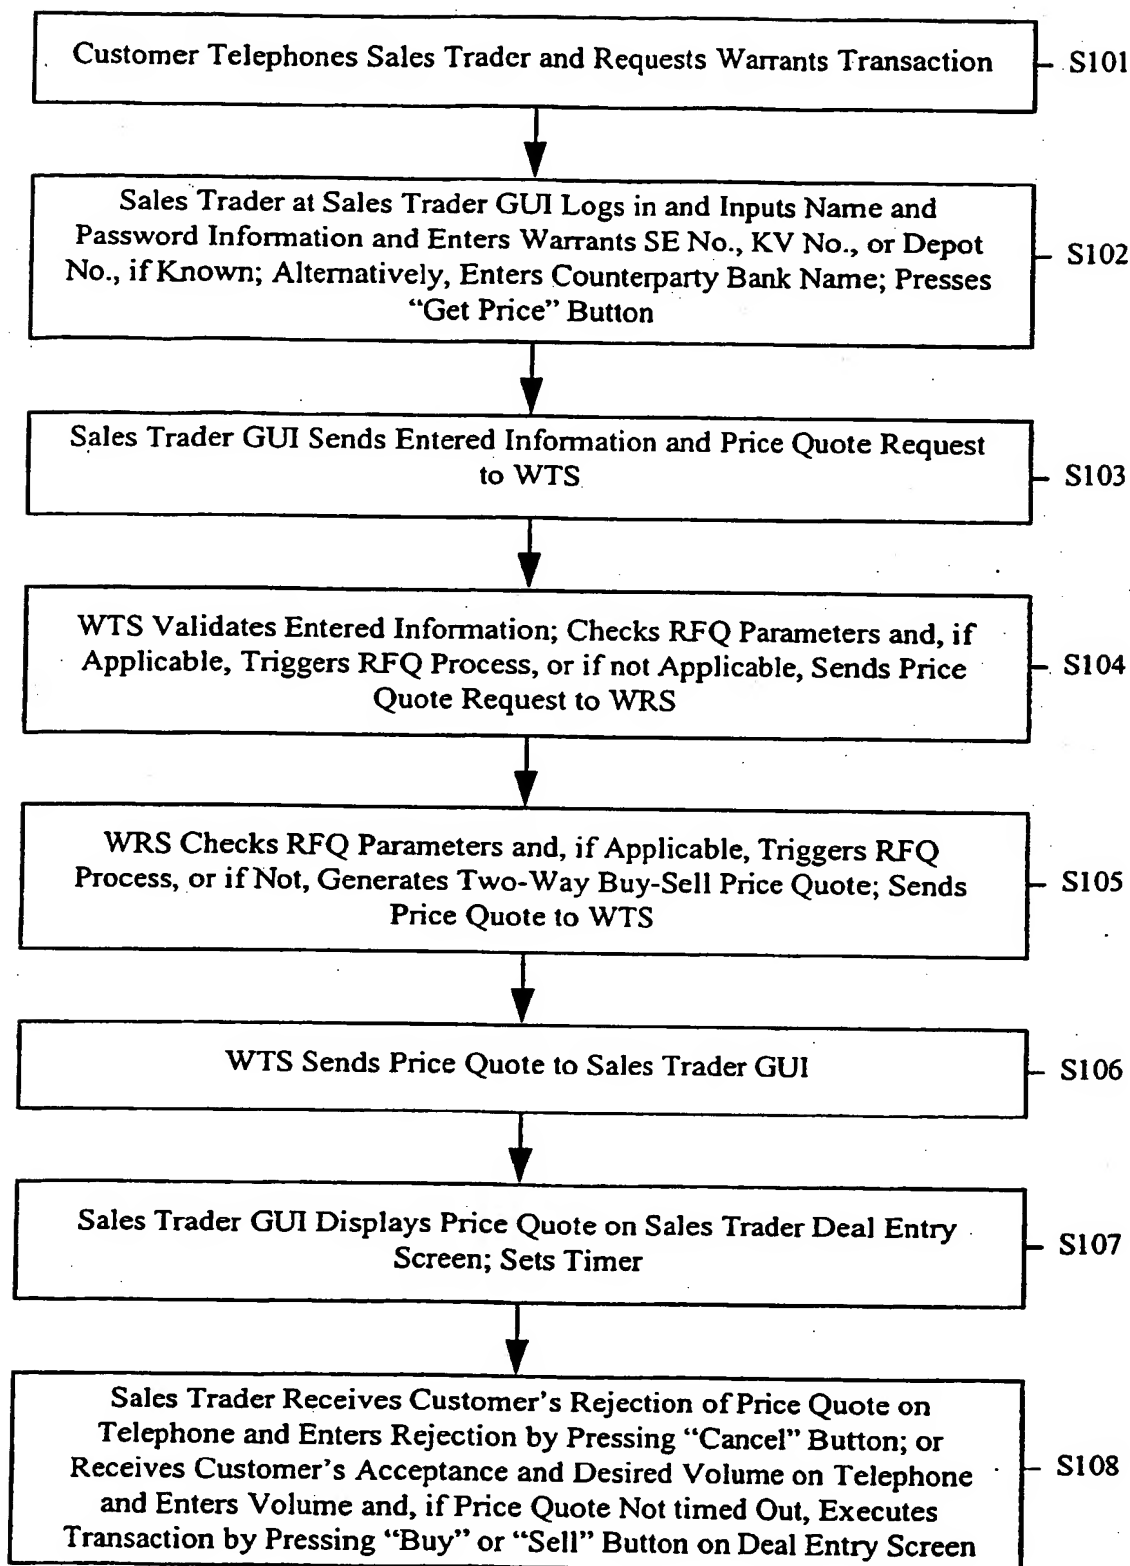 Customer Telephones Sales Trader and Requests Warrants Transaction
S101
Sales Trader at Sales Trader GUI Logs in and Inputs Name and
Password Information and Enters Warrants SE No., KV No., or Depot
No., if Known; Alternatively, Enters Counterparty Bank Name; Presses
“Get Price” Button
S102
Sales Trader GUI Sends Entered Information and Price Quote Request
to WTS
S103
WTS Validates Entered Information; Checks RFQ Parameters and, if
Applicable, Triggers RFQ Process, or if not Applicable, Sends Price
Quote Request to WRS
S104
WRS Checks RFQ Parameters and, if Applicable, Triggers RFQ
Process, or if Not, Generates Two-Way Buy-Sell Price Quote; Sends
Price Quote to WTS
S105
WTS Sends Price Quote to Sales Trader GUI
S106
Sales Trader GUI Displays Price Quote on Sales Trader Deal Entry
Screen; Sets Timer
S107
Sales Trader Receives Customer’s Rejection of Price Quote on
Telephone and Enters Rejection by Pressing “Cancel” Button; or
Receives Customer’s Acceptance and Desired Volume on Telephone
and Enters Volume and, if Price Quote Not timed Out, Executes
Transaction by Pressing “Buy” or “Sell” Button on Deal Entry Screen
S108